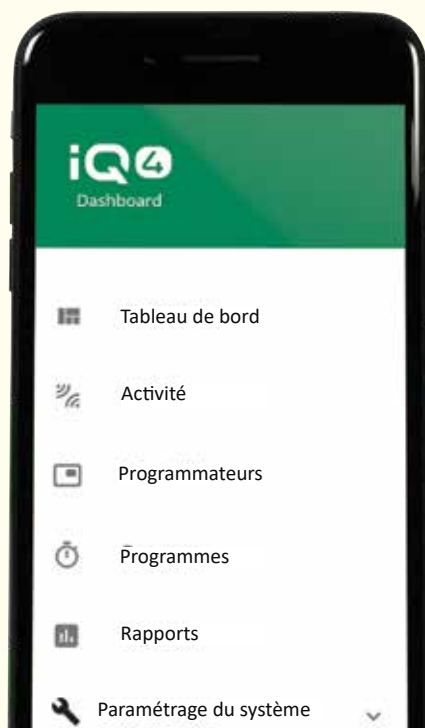 iQ4
Dashboard
Tableau de bord
Activité
Programmateurs
Programmes
Rapports
Paramétrage du système